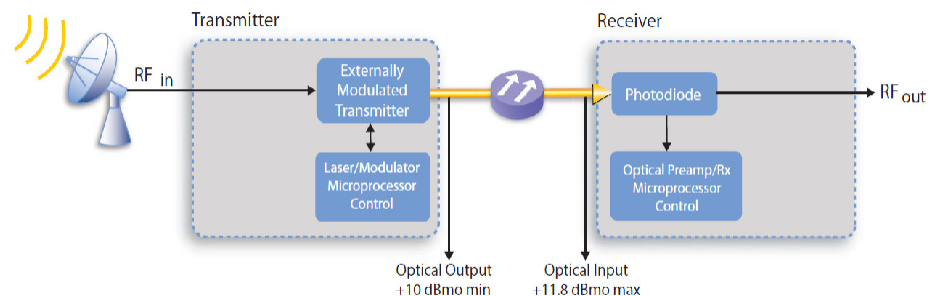 Transmitter
Receiver
RF in
Externally
Modulated
Transmitter
Laser/Modulator
Microprocessor
Control
Photodiode
RF out
Optical Preamp/Rx
Microprocessor
Control
Optical Output
+10 dBmo min
Optical Input
+11.8 dBmo max